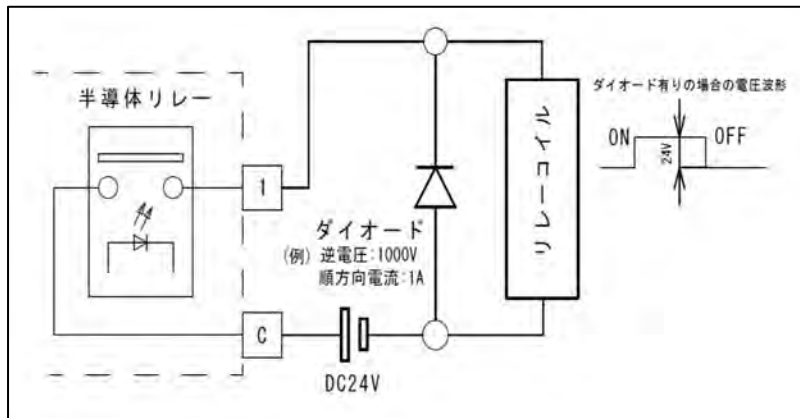 半導体リレー
1
C
ダイオード
(例) 逆電圧:1000V
順方向電流:1A
DC24V
リレーコイル
ダイオード有りの場合の電圧波形
ON
24V
OFF